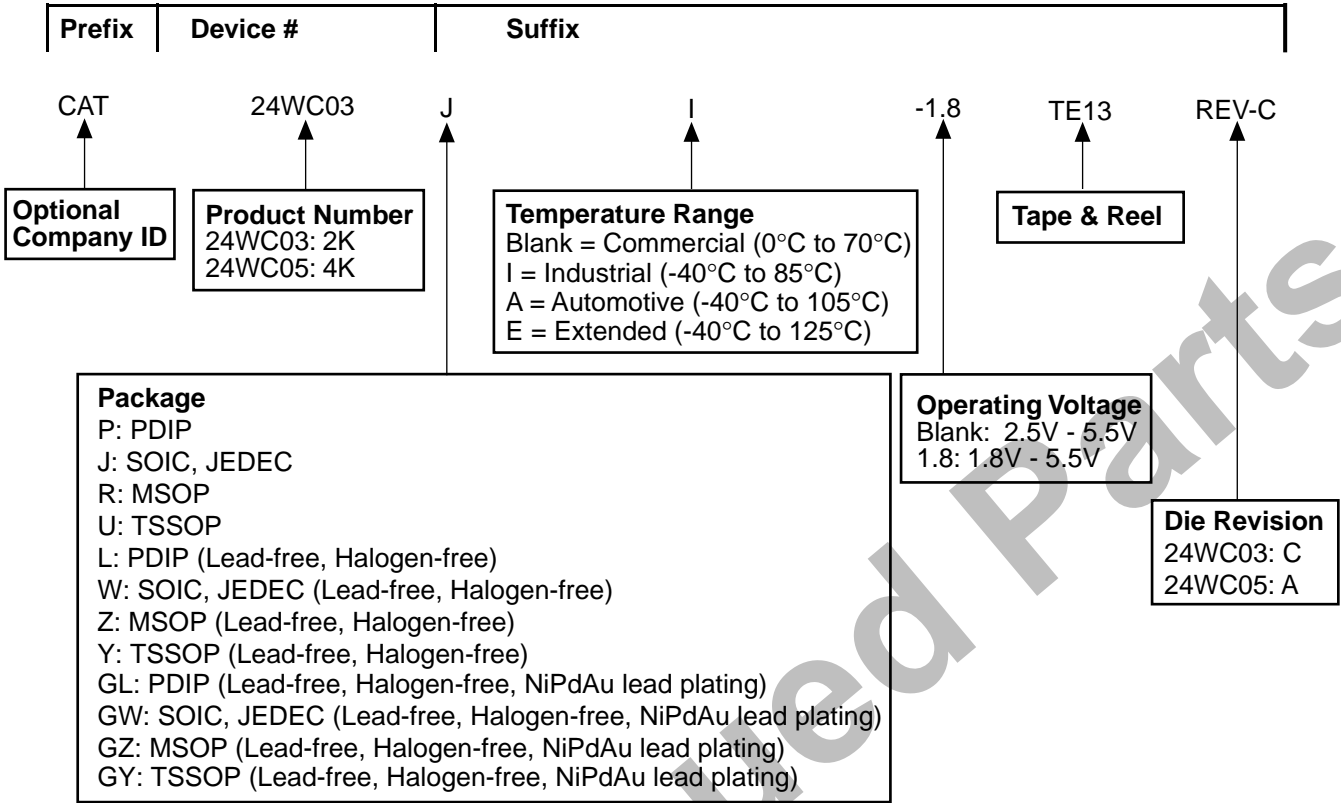 Prefix Device # Suffix
CAT 24WC03 J I -1.8 TE13 REV-C
Optional
Company ID
Product Number
24WC03: 2K
24WC05: 4K
Temperature Range
Blank = Commercial (0°C to 70°C)
I = Industrial (-40°C to 85°C)
A = Automotive (-40°C to 105°C)
E = Extended (-40°C to 125°C)
Tape & Reel
Package
P: PDIP
J: SOIC, JEDEC
R: MSOP
U: TSSOP
L: PDIP (Lead-free, Halogen-free)
W: SOIC, JEDEC (Lead-free, Halogen-free)
Z: MSOP (Lead-free, Halogen-free)
Y: TSSOP (Lead-free, Halogen-free)
GL: PDIP (Lead-free, Halogen-free, NiPdAu lead plating)
GW: SOIC, JEDEC (Lead-free, Halogen-free, NiPdAu lead plating)
GZ: MSOP (Lead-free, Halogen-free, NiPdAu lead plating)
GY: TSSOP (Lead-free, Halogen-free, NiPdAu lead plating)
Operating Voltage
Blank: 2.5V - 5.5V
1.8: 1.8V - 5.5V
Die Revision
24WC03: C
24WC05: A
ued Parts